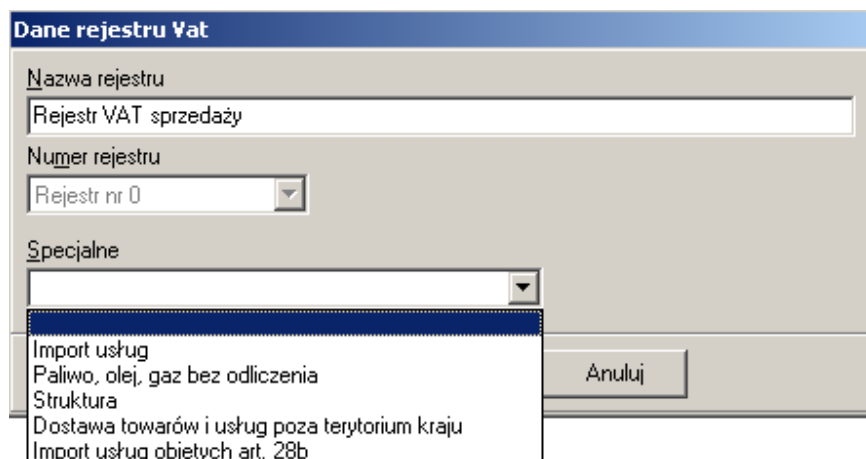 Dane rejestru Vat
Nazwa rejestru
Rejestr VAT sprzedaży
Numer rejestru
Rejestr nr 0
Specjalne
Import usług
Paliwo, olej, gaz bez odliczenia
Anuluj
Struktura
Dostawa towarów i usług poza terytorium kraju
Import usług objętych art. 28b